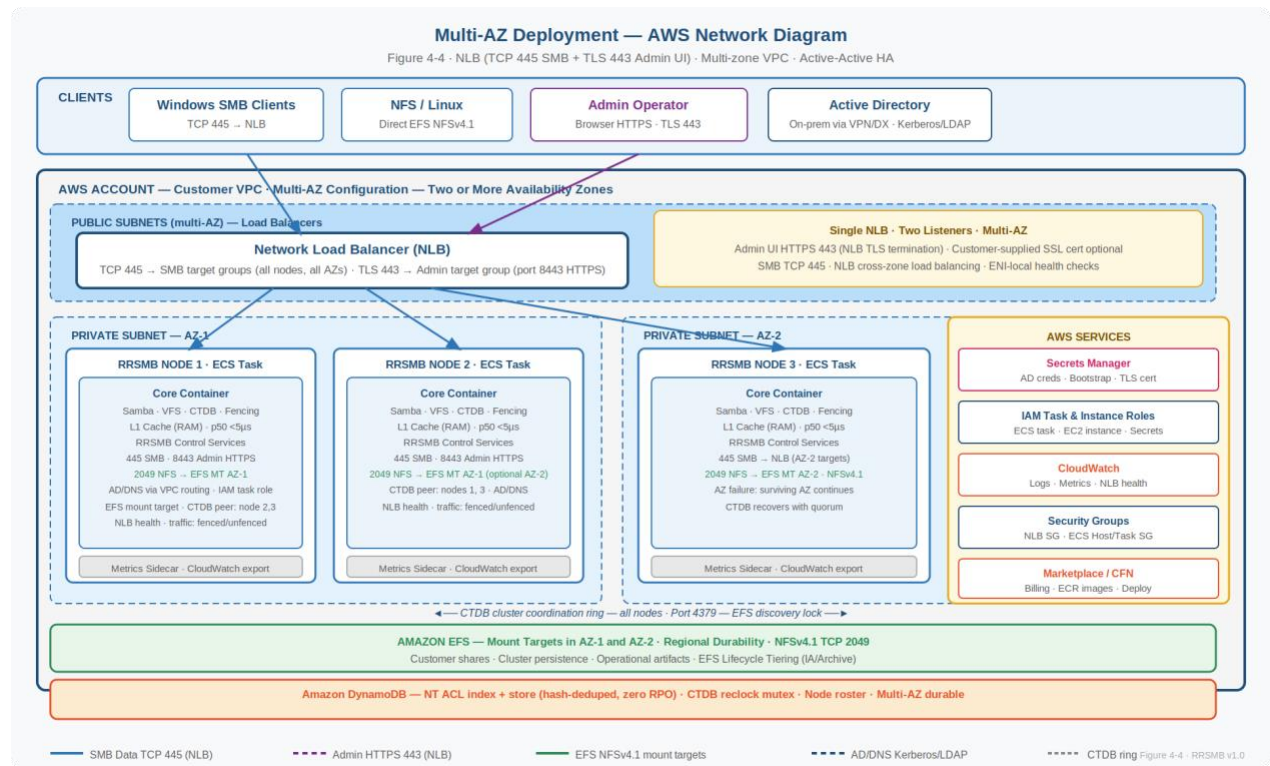 Multi-AZ Deployment — AWS Network Diagram
Figure 4-4 · NLB (TCP 445 SMB + TLS 443 Admin UI) · Multi-zone VPC · Active-Active HA
CLIENTS
Windows SMB Clients
TCP 445 → NLB
NFS / Linux
Direct EFS NFSv4.1
Admin Operator
Browser HTTPS · TLS 443
Active Directory
On-prem via VPN/DX · Kerberos/LDAP
AWS ACCOUNT — Customer VPC · Multi-AZ Configuration — Two or More Availability Zones
PUBLIC SUBNETS (multi-AZ) — Load Balancers
Network Load Balancer (NLB)
TCP 445 → SMB target groups (all nodes, all AZs) · TLS 443 → Admin target group (port 8443 HTTPS)
Single NLB · Two Listeners · Multi-AZ
Admin UI HTTPS 443 (NLB TLS termination) · Customer-supplied SSL cert optional
SMB TCP 445 · NLB cross-zone load balancing · ENI-local health checks
PRIVATE SUBNET — AZ-1
RRSMB NODE 1 · ECS Task
Core Container
Samba · VFS · CTDB · Fencing
L1 Cache (RAM) · p50 <5µs
RRSMB Control Services
445 SMB · 8443 Admin HTTPS
2049 NFS → EFS MT AZ-1
AD/DNS via VPC routing · IAM task role
EFS mount target · CTDB peer: node 2,3
NLB health · traffic: fenced/unfenced
Metrics Sidecar · CloudWatch export
RRSMB NODE 2 · ECS Task
Core Container
Samba · VFS · CTDB · Fencing
L1 Cache (RAM) · p50 <5µs
RRSMB Control Services
445 SMB · 8443 Admin HTTPS
2049 NFS → EFS MT AZ-1 (optional AZ-2)
CTDB peer: nodes 1, 3 · AD/DNS
NLB health · traffic: fenced/unfenced
Metrics Sidecar · CloudWatch export
PRIVATE SUBNET — AZ-2
RRSMB NODE 3 · ECS Task
Core Container
Samba · VFS · CTDB · Fencing
L1 Cache (RAM) · p50 <5µs
RRSMB Control Services
445 SMB → NLB (AZ-2 targets)
2049 NFS → EFS MT AZ-2 · NFSv4.1
AZ failure: surviving AZ continues
CTDB recovers with quorum
Metrics Sidecar · CloudWatch export
AWS SERVICES
Secrets Manager
AD creds · Bootstrap · TLS cert
IAM Task & Instance Roles
ECS task · EC2 instance · Secrets
CloudWatch
Logs · Metrics · NLB health
Security Groups
NLB SG · ECS Host/Task SG
Marketplace / CFN
Billing · ECR images · Deploy
◄── CTDB cluster coordination ring — all nodes · Port 4379 — EFS discovery lock ──►
AMAZON EFS — Mount Targets in AZ-1 and AZ-2 · Regional Durability · NFSv4.1 TCP 2049
Customer shares · Cluster persistence · Operational artifacts · EFS Lifecycle Tiering (IA/Archive)
Amazon DynamoDB — NT ACL index + store (hash-deduped, zero RPO) · CTDB reclock mutex · Node roster · Multi-AZ durable
SMB Data TCP 445 (NLB)
Admin HTTPS 443 (NLB)
EFS NFSv4.1 mount targets
AD/DNS Kerberos/LDAP
CTDB ring
Figure 4-4 · RRSMB v1.0